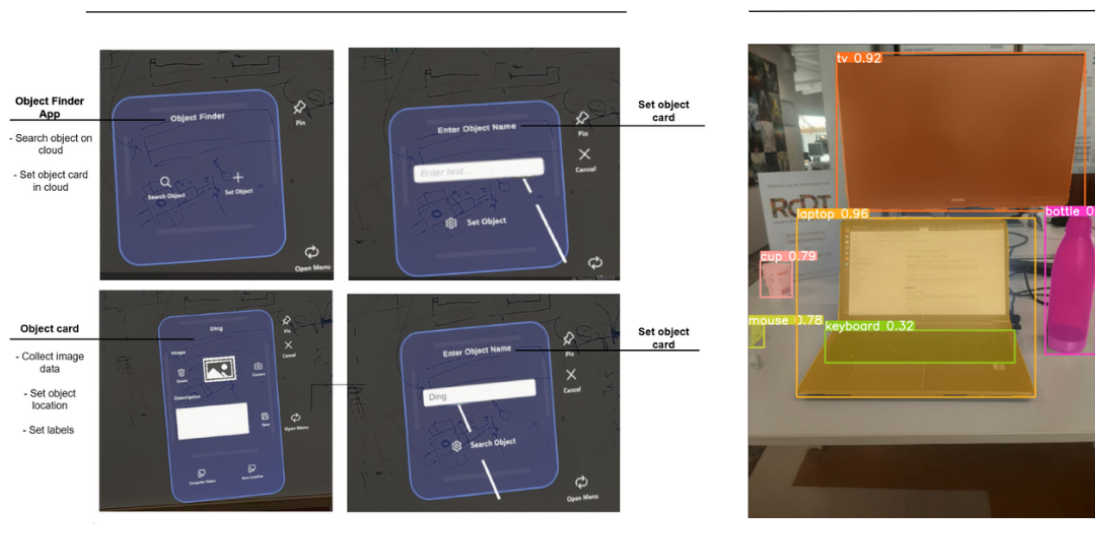 Object Finder
App
- Search object on
cloud
- Set object card
in cloud
Object Finder
Pin
Search Object
Set Object
Open Menu
Enter Object Name
Enter text...
Set Object
Pin
Cancel
Set object
card
Object card
- Collect image
data
- Set object
location
- Set labels
Ding
Image
Delete
Camera
Description
Save
Pin
Cancel
Open Menu
Enter Object Name
Ding
Search Object
Pin
Cancel
Open Menu
Set object
card
tv 0.92
laptop 0.96
bottle 0
cup 0.79
mouse 0.78
keyboard 0.32